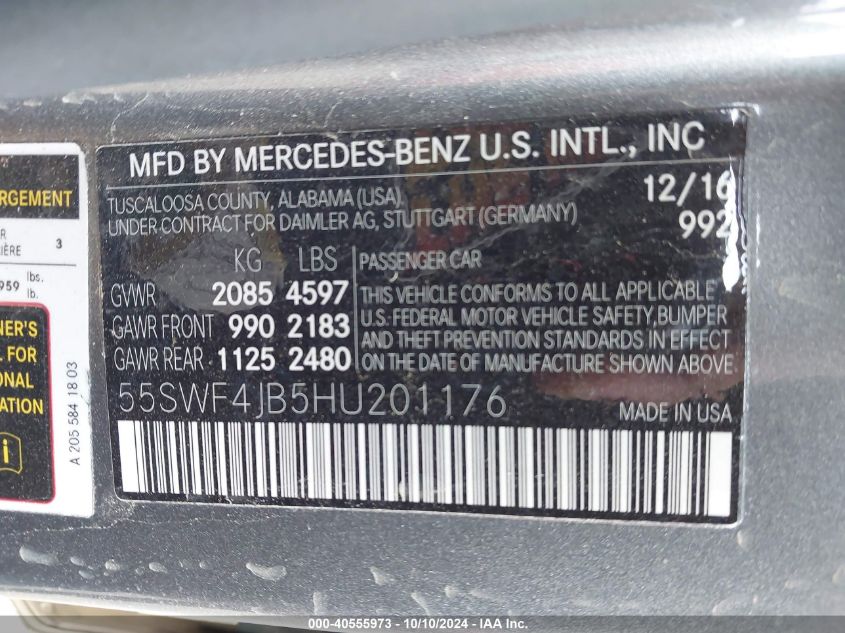 MFD BY MERCEDES-BENZ U.S. INTL., INC
TUSCALOOSA COUNTY, ALABAMA (USA)
UNDER CONTRACT FOR DAIMLER AG, STUTTGART (GERMANY)
12/16
992
KG LBS
GVWR 2085 4597
GAWR FRONT 990 2183
GAWR REAR 1125 2480
PASSENGER CAR
THIS VEHICLE CONFORMS TO ALL APPLICABLE
U.S. FEDERAL MOTOR VEHICLE SAFETY, BUMPER
AND THEFT PREVENTION STANDARDS IN EFFECT
ON THE DATE OF MANUFACTURE SHOWN ABOVE
55SWF4JB5HU201176
MADE IN USA
RGEMENT
R
IÈRE 3
959 lbs.
lb.
NER'S
L FOR
ONAL
ATION
i
A 205 584 18 03
© 2024 - 40555973 - 10/10/2024 - IAA Inc.